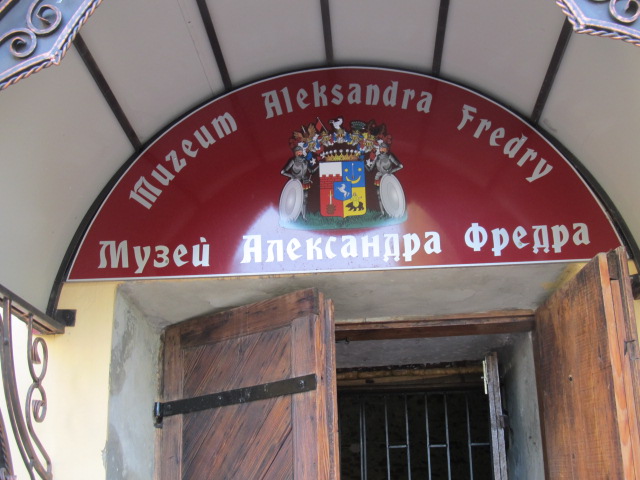 Muzeum Aleksandra Fredry
Музей Александра Фредра